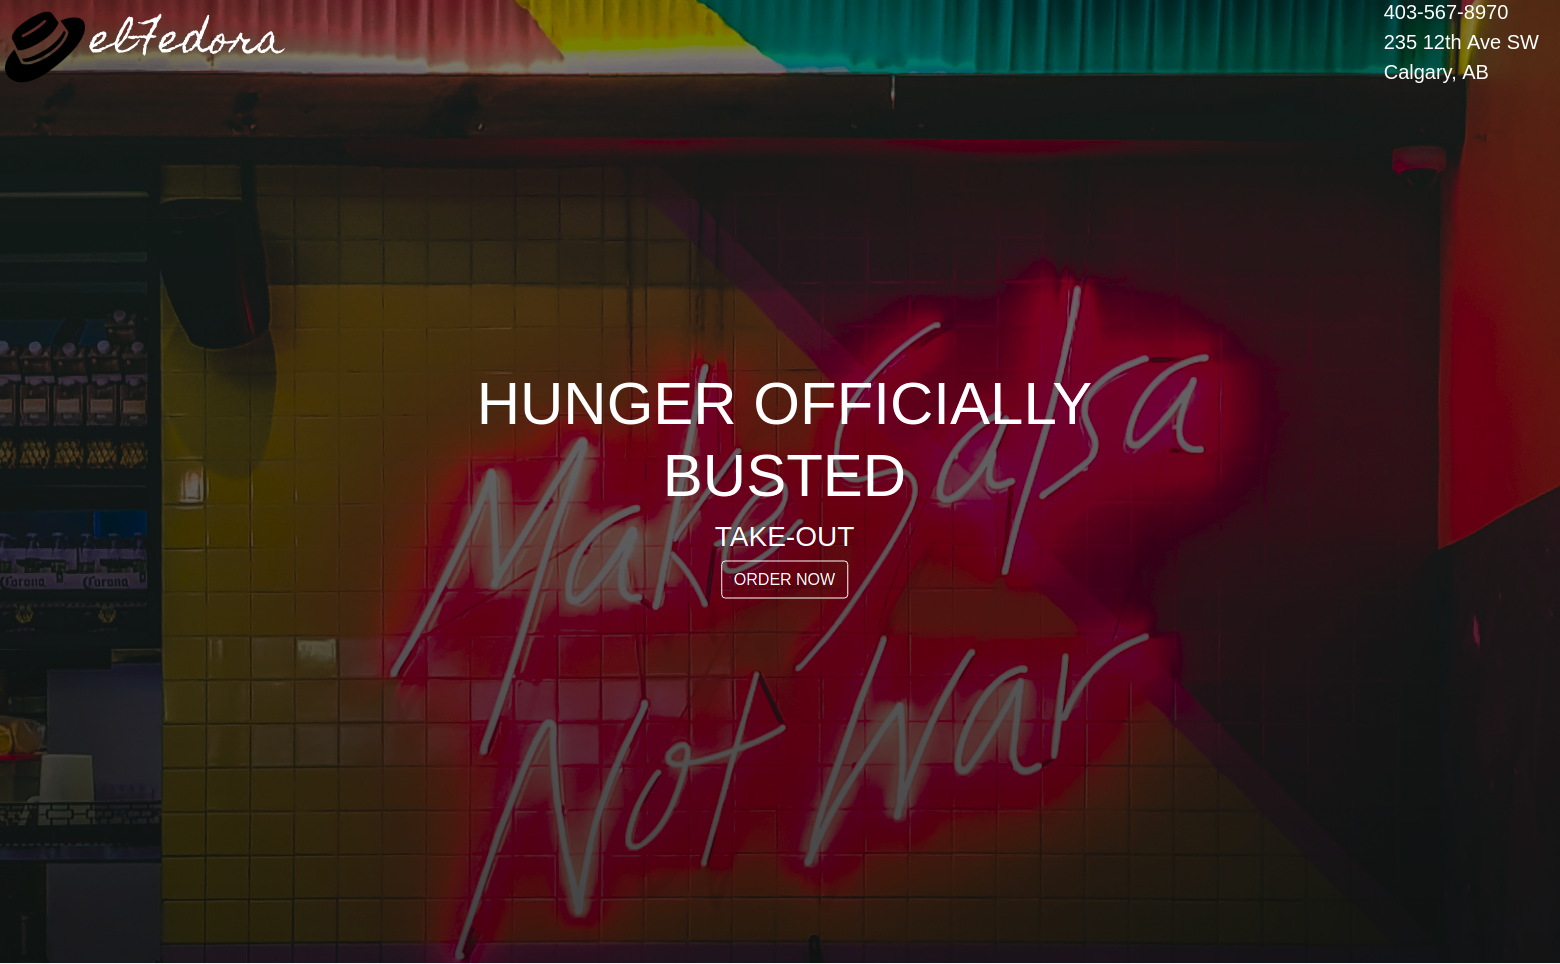 elFedora
403-567-8970
235 12th Ave SW
Calgary, AB
HUNGER OFFICIALLY
BUSTED
TAKE-OUT
ORDER NOW
Make Salsa
Not War
Corona Corona